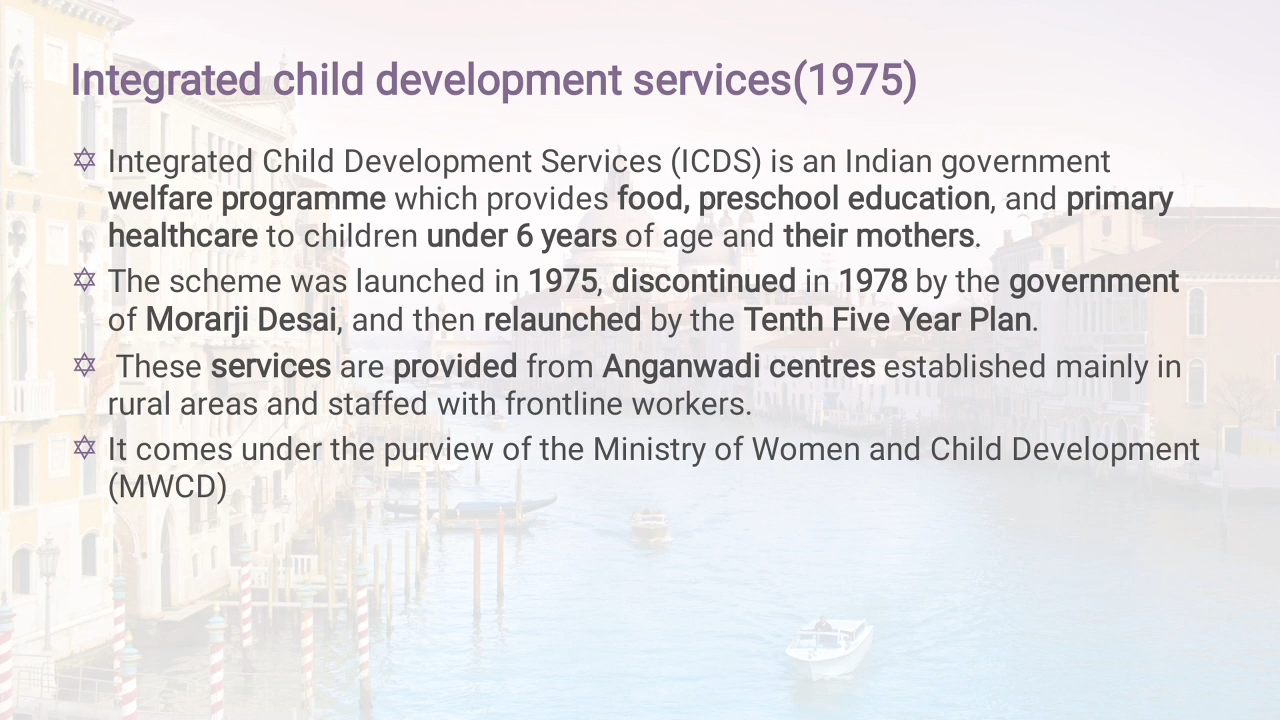 Integrated child development services(1975)
✡ Integrated Child Development Services (ICDS) is an Indian government
welfare programme which provides food, preschool education, and primary
healthcare to children under 6 years of age and their mothers.
✡ The scheme was launched in 1975, discontinued in 1978 by the government
of Morarji Desai, and then relaunched by the Tenth Five Year Plan.
✡ These services are provided from Anganwadi centres established mainly in
rural areas and staffed with frontline workers.
✡ It comes under the purview of the Ministry of Women and Child Development
(MWCD)